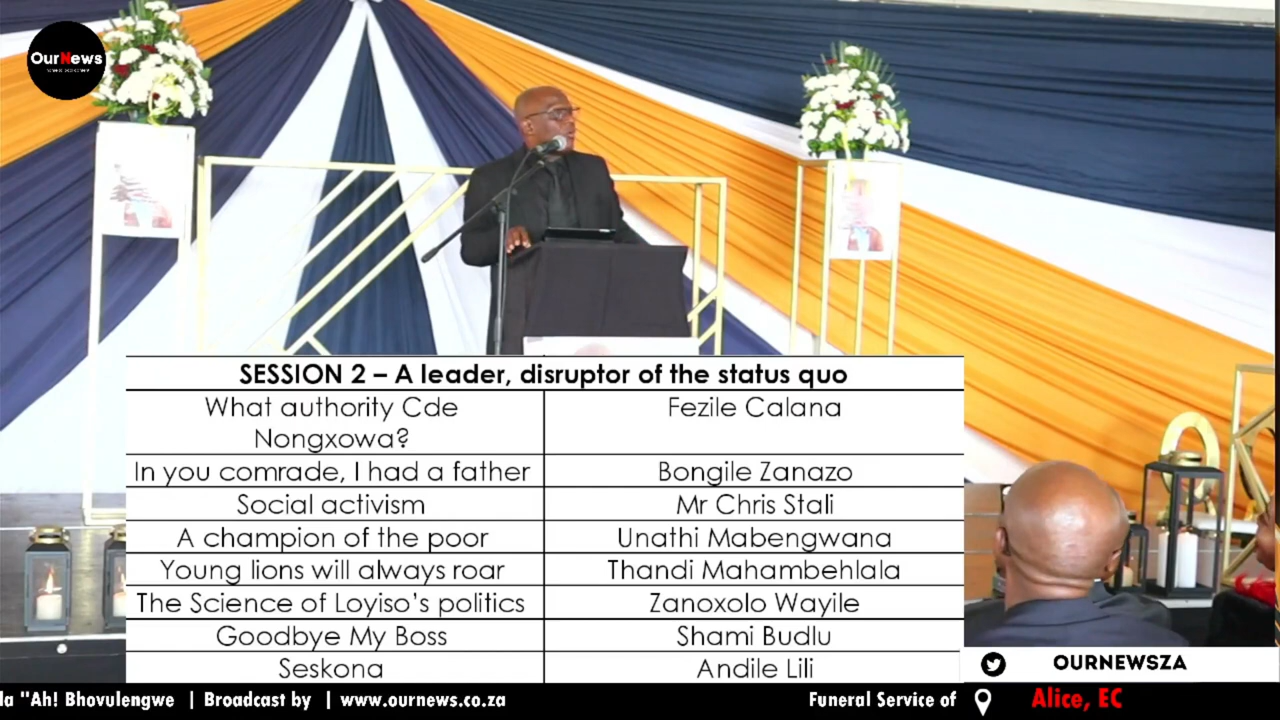 OurNews
SESSION 2 – A leader, disruptor of the status quo
What authority Cde Fezile Calana
Nongxowa?
In you comrade, I had a father Bongile Zanazo
Social activism Mr Chris Stali
A champion of the poor Unathi Mabengwana
Young lions will always roar Thandi Mahambehlala
The Science of Loyiso's politics Zanoxolo Wayile
Goodbye My Boss Shami Budlu
Seskona Andile Lili
OURNEWSZA
la "Ah! Bhovulengwe | Broadcast by | www.ournews.co.za Funeral Service of Alice, EC